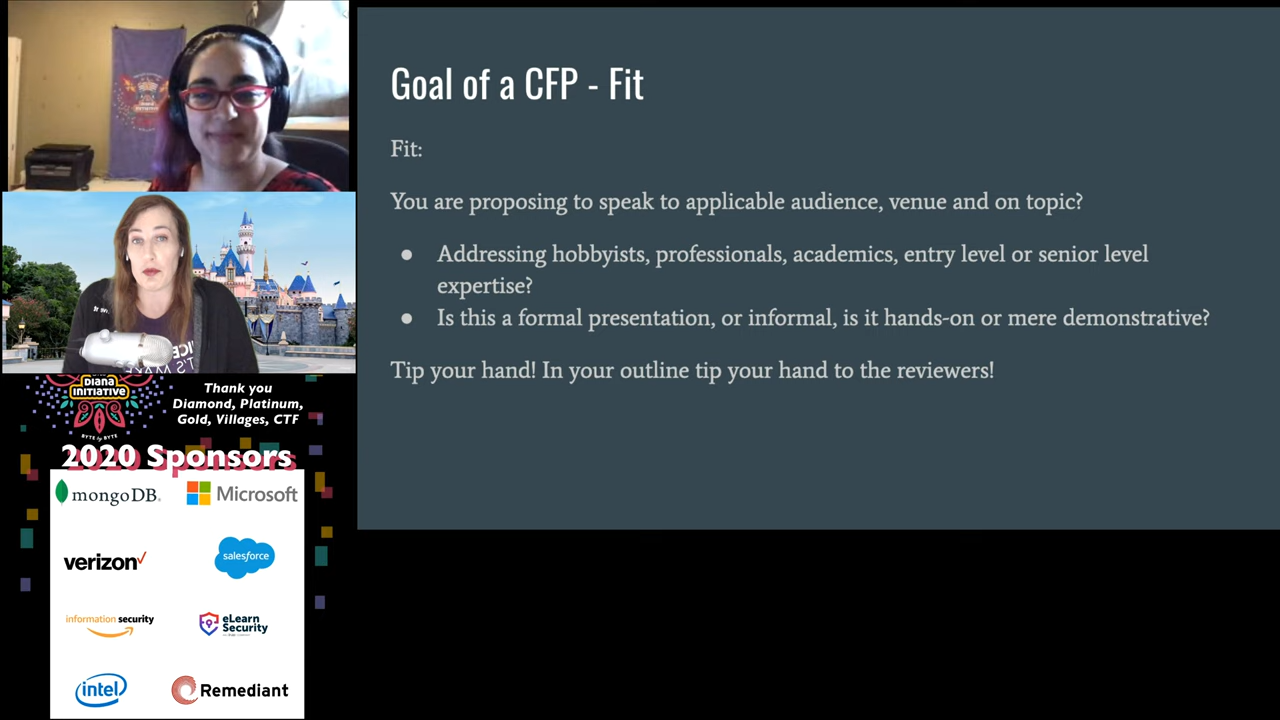 Goal of a CFP - Fit
Fit:
You are proposing to speak to applicable audience, venue and on topic?
● Addressing hobbyists, professionals, academics, entry level or senior level
expertise?
● Is this a formal presentation, or informal, is it hands-on or mere demonstrative?
Tip your hand! In your outline tip your hand to the reviewers!
DIANA
INITIATIVE
BYTE by BYTE
Thank you
Diamond, Platinum,
Gold, Villages, CTF
2020 Sponsors
mongoDB.
Microsoft
verizon✓
salesforce
information security
eLearn
Security
intel
Remediant